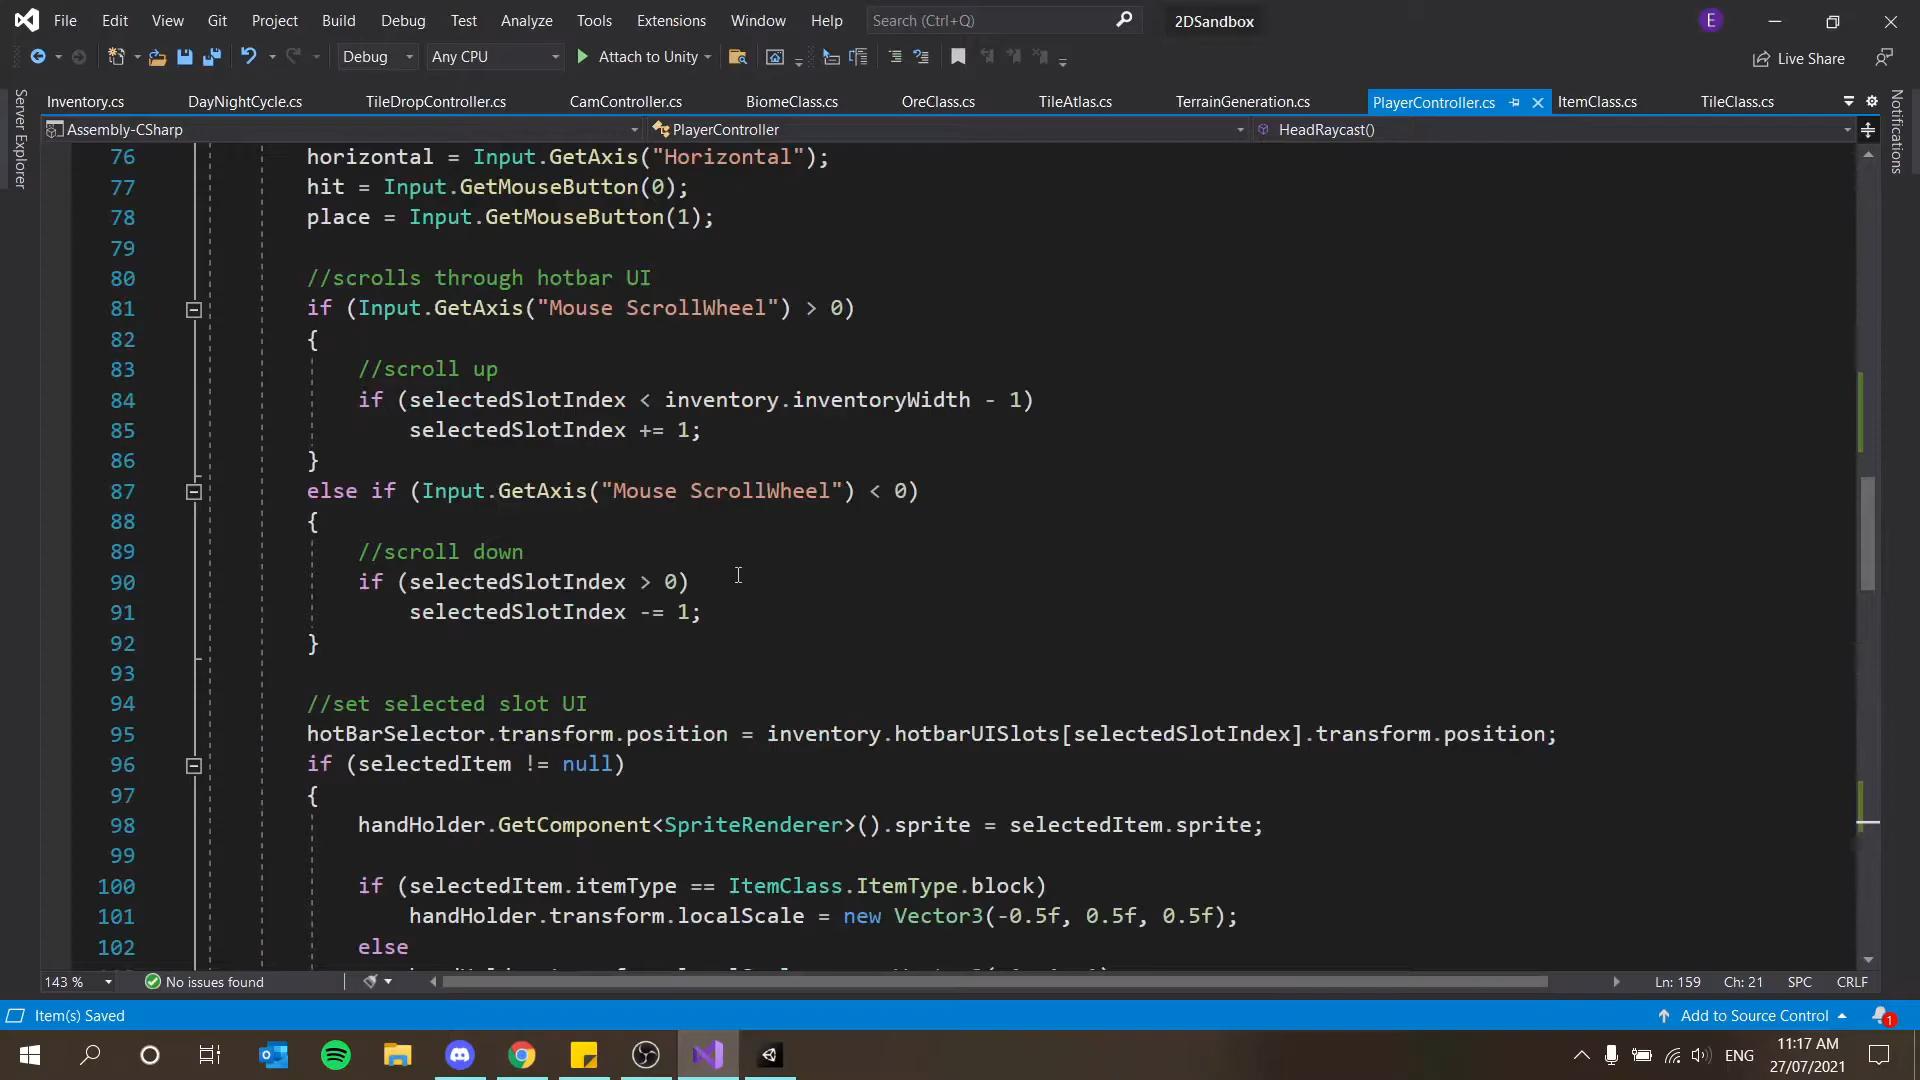 File Edit View Git Project Build Debug Test Analyze Tools Extensions Window Help Search (Ctrl+Q) 2DSandbox E
Debug Any CPU Attach to Unity Live Share
Inventory.cs DayNightCycle.cs TileDropController.cs CamController.cs BiomeClass.cs OreClass.cs TileAtlas.cs TerrainGeneration.cs PlayerController.cs ItemClass.cs TileClass.cs
Assembly-CSharp PlayerController HeadRaycast()
Server Explorer
Notifications
76 horizontal = Input.GetAxis("Horizontal");
77 hit = Input.GetMouseButton(0);
78 place = Input.GetMouseButton(1);
79
80 //scrolls through hotbar UI
81 if (Input.GetAxis("Mouse ScrollWheel") > 0)
82 {
83 //scroll up
84 if (selectedSlotIndex < inventory.inventoryWidth - 1)
85 selectedSlotIndex += 1;
86 }
87 else if (Input.GetAxis("Mouse ScrollWheel") < 0)
88 {
89 //scroll down
90 if (selectedSlotIndex > 0)
91 selectedSlotIndex -= 1;
92 }
93
94 //set selected slot UI
95 hotBarSelector.transform.position = inventory.hotbarUISlots[selectedSlotIndex].transform.position;
96 if (selectedItem != null)
97 {
98 handHolder.GetComponent<SpriteRenderer>().sprite = selectedItem.sprite;
99
100 if (selectedItem.itemType == ItemClass.ItemType.block)
101 handHolder.transform.localScale = new Vector3(-0.5f, 0.5f, 0.5f);
102 else
143 % No issues found Ln: 159 Ch: 21 SPC CRLF
Item(s) Saved Add to Source Control 1
ENG 11:17 AM
27/07/2021